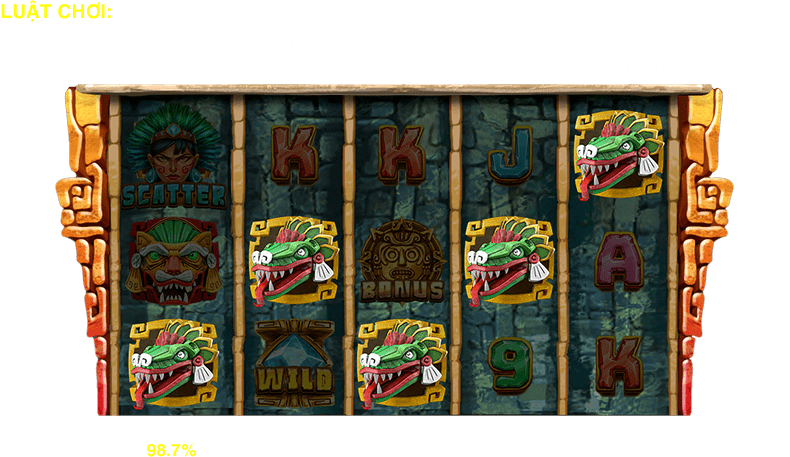 LUẬT CHƠI:
SCATTER K K J
BONUS A
WILD 9 K
98.7%